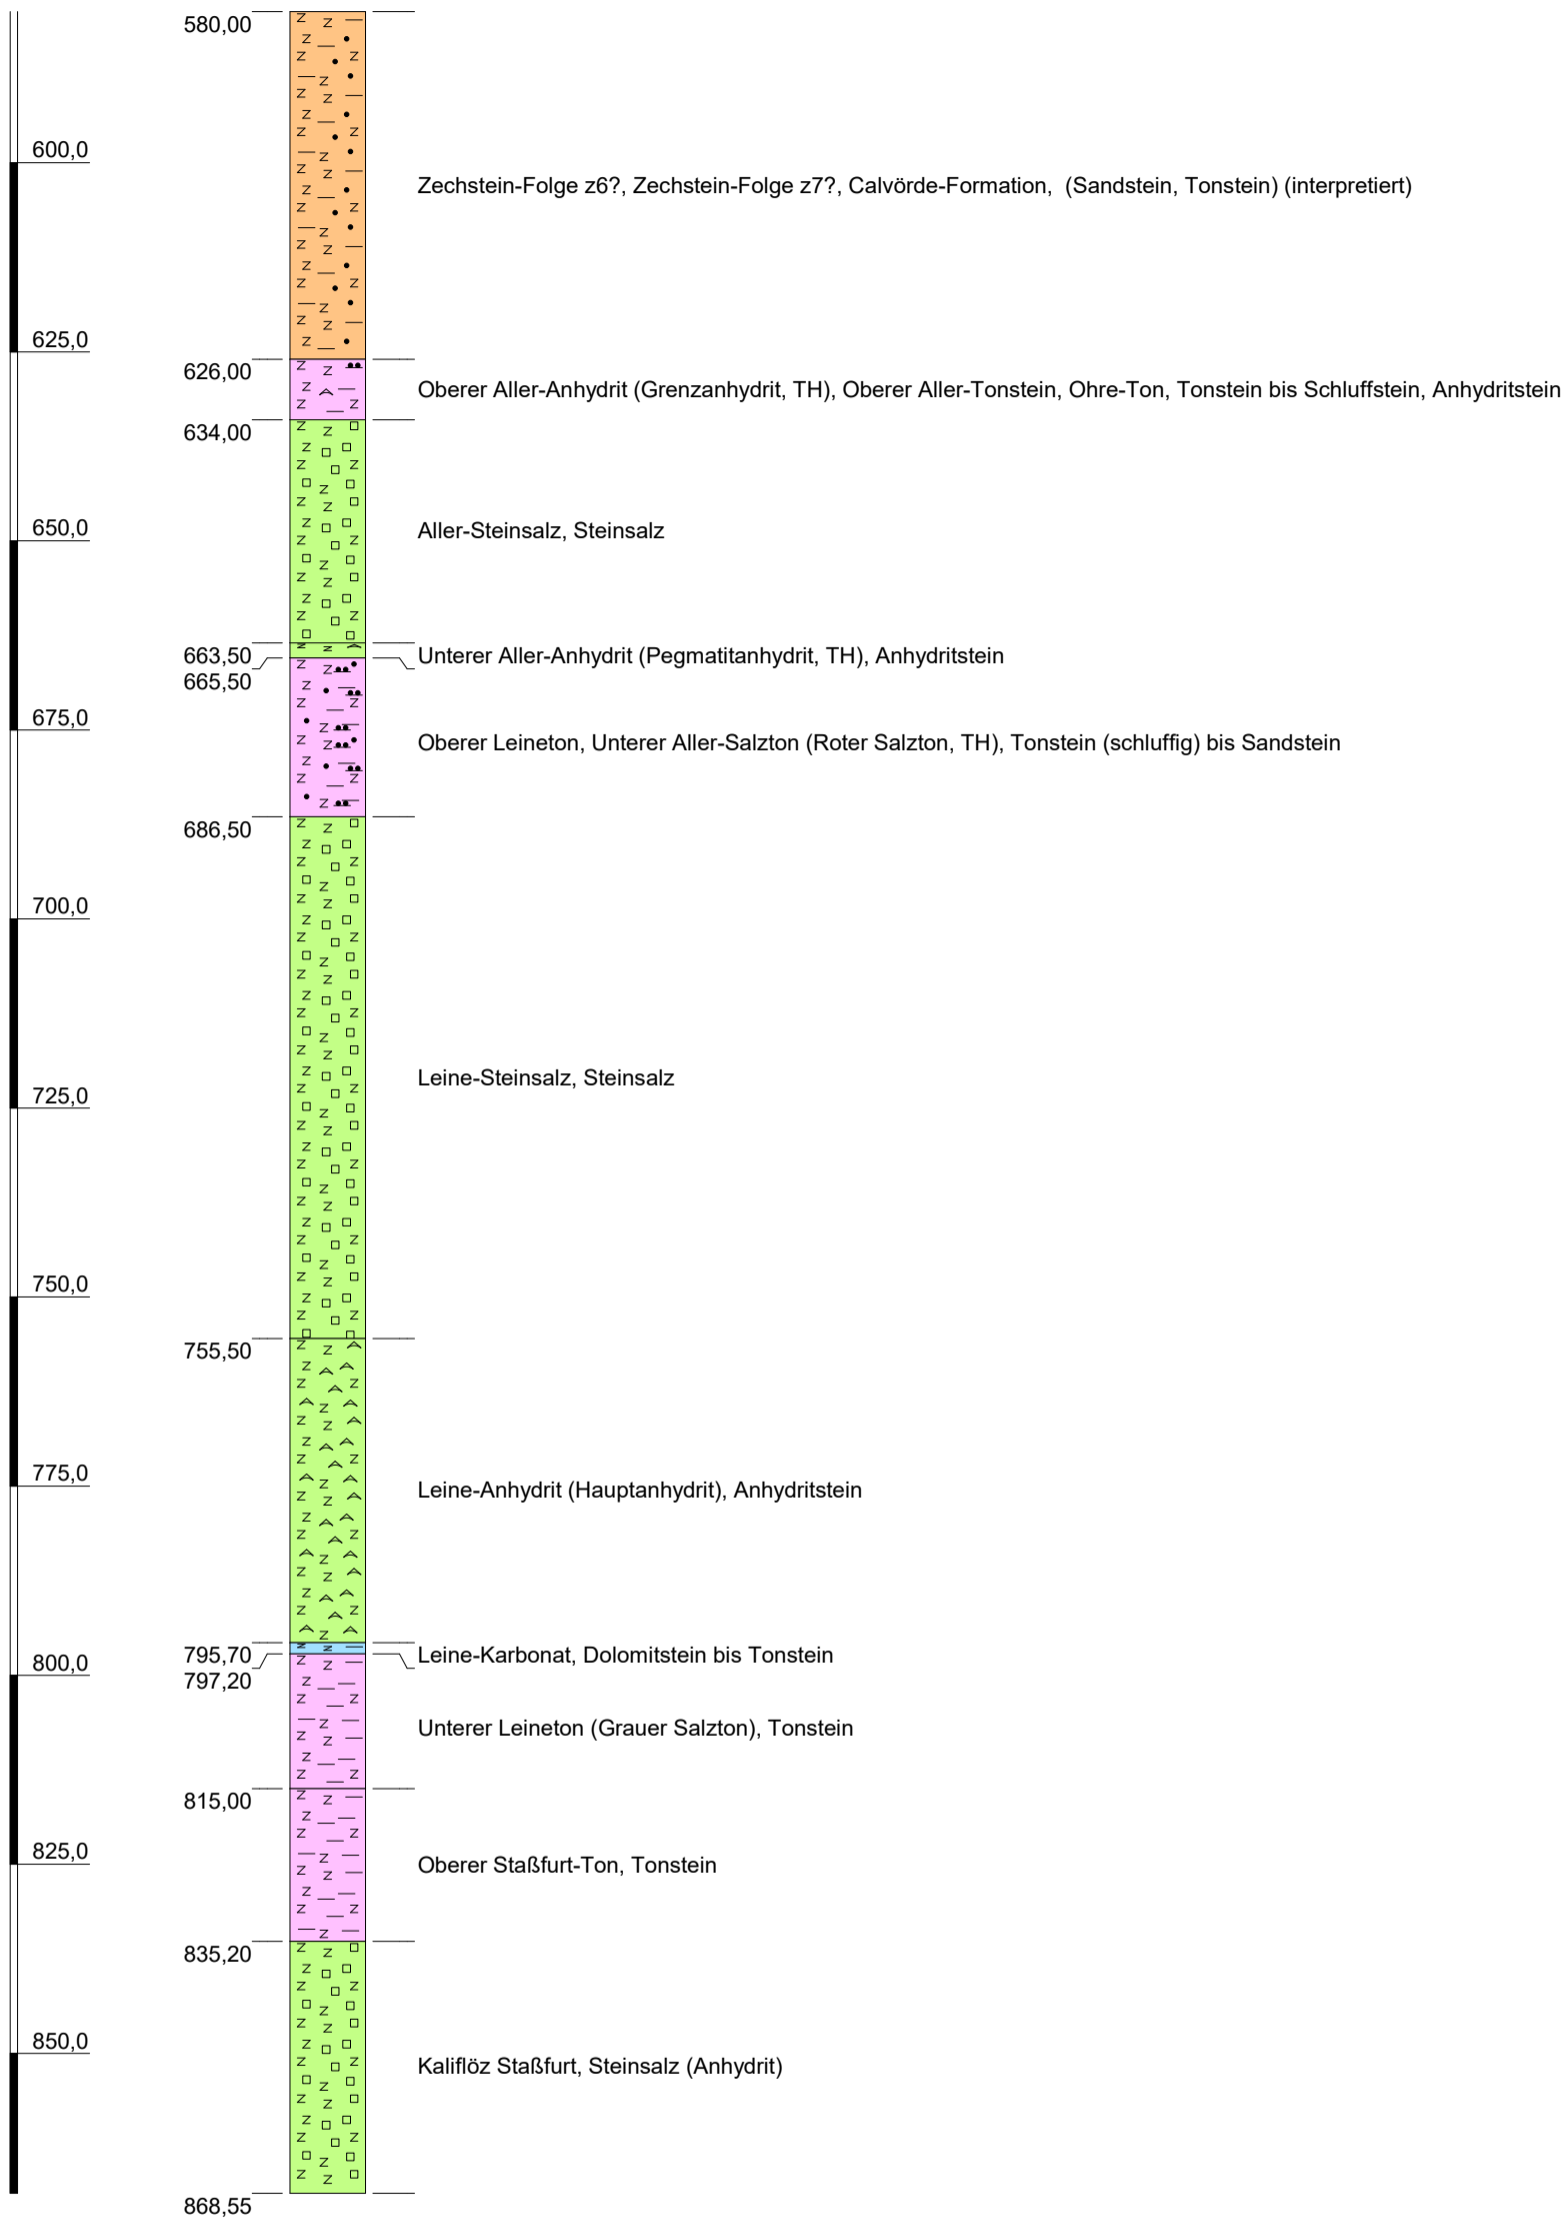 580,00
600,0
Zechstein-Folge z6?, Zechstein-Folge z7?, Calvörde-Formation,  (Sandstein, Tonstein) (interpretiert)
625,0
626,00
Oberer Aller-Anhydrit (Grenzanhydrit, TH), Oberer Aller-Tonstein, Ohre-Ton, Tonstein bis Schluffstein, Anhydritstein
634,00
650,0
Aller-Steinsalz, Steinsalz
663,50
Unterer Aller-Anhydrit (Pegmatitanhydrit, TH), Anhydritstein
665,50
675,0
Oberer Leineton, Unterer Aller-Salzton (Roter Salzton, TH), Tonstein (schluffig) bis Sandstein
686,50
700,0
Leine-Steinsalz, Steinsalz
725,0
750,0
755,50
775,0
Leine-Anhydrit (Hauptanhydrit), Anhydritstein
795,70
Leine-Karbonat, Dolomitstein bis Tonstein
800,0
797,20
Unterer Leineton (Grauer Salzton), Tonstein
815,00
825,0
Oberer Staßfurt-Ton, Tonstein
835,20
850,0
Kaliflöz Staßfurt, Steinsalz (Anhydrit)
868,55